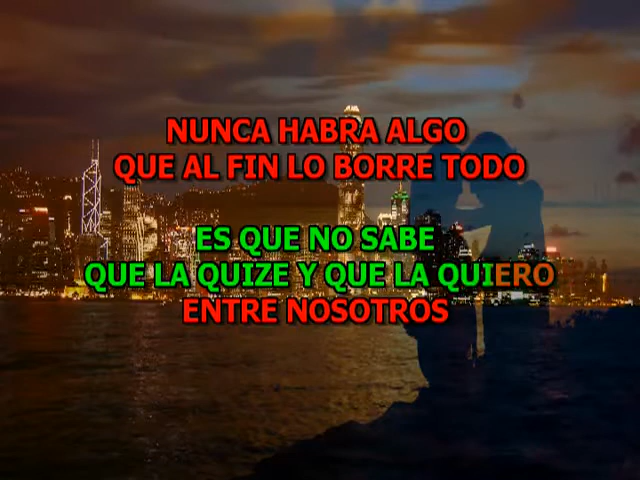 NUNCA HABRA ALGO
QUE AL FIN LO BORRE TODO
ES QUE NO SABE
QUE LA QUIZE Y QUE LA QUIERO
ENTRE NOSOTROS